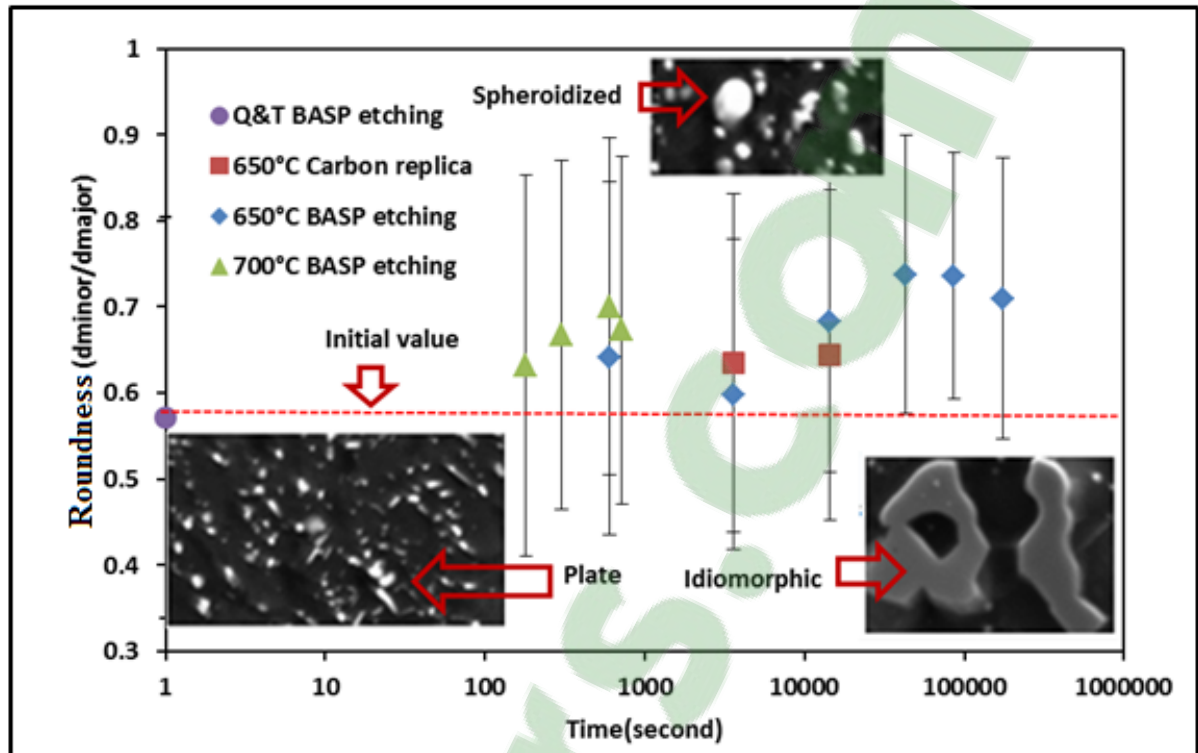 Roundness (dminor/dmajor)
1
0.9
0.8
0.7
0.6
0.5
0.4
0.3
Q&T BASP etching
650°C Carbon replica
650°C BASP etching
700°C BASP etching
Spheroidized
Initial value
Plate
Idiomorphic
1
10
100
1000
10000
100000
1000000
Time(second)
rs.com